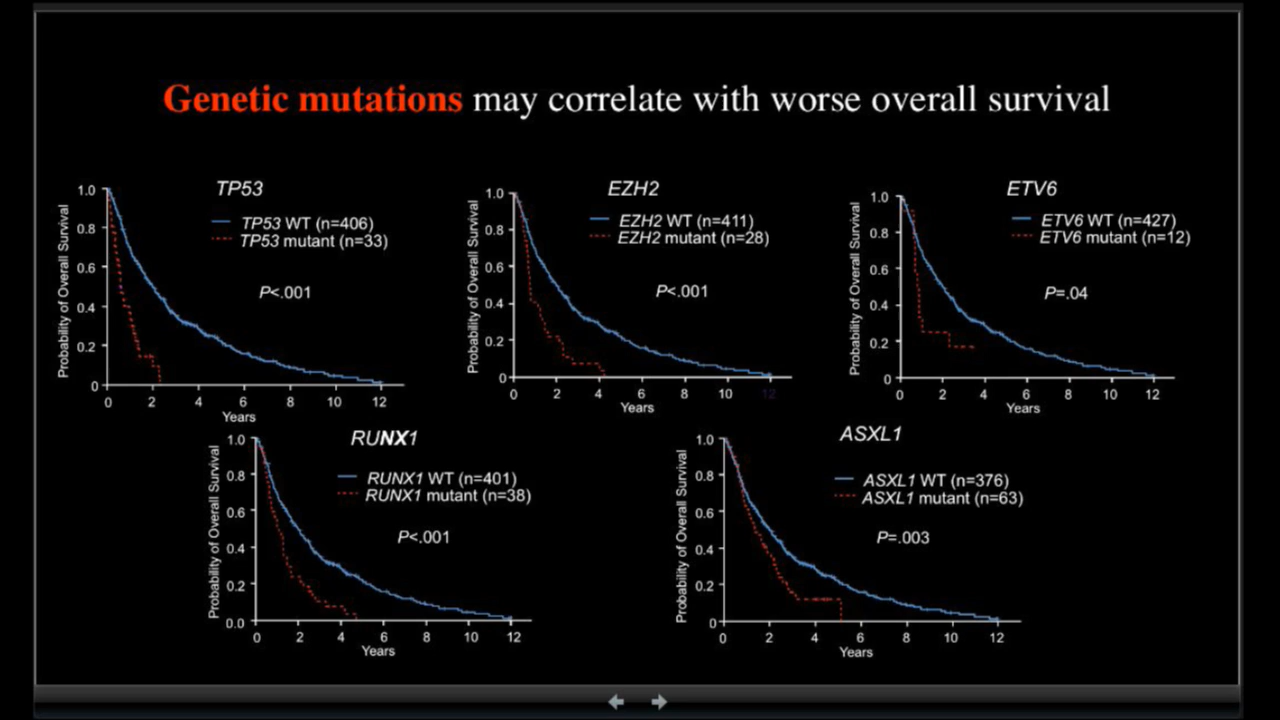 Genetic mutations may correlate with worse overall survival
TP53
TP53 WT (n=406)
TP53 mutant (n=33)
P<.001
Probability of Overall Survival
1.0
0.8
0.6
0.4
0.2
0
0 2 4 6 8 10 12
Years
EZH2
EZH2 WT (n=411)
EZH2 mutant (n=28)
P<.001
Probability of Overall Survival
1.0
0.8
0.6
0.4
0.2
0
0 2 4 6 8 10 12
Years
ETV6
ETV6 WT (n=427)
ETV6 mutant (n=12)
P=.04
Probability of Overall Survival
1.0
0.8
0.6
0.4
0.2
0
0 2 4 6 8 10 12
Years
RUNX1
RUNX1 WT (n=401)
RUNX1 mutant (n=38)
P<.001
Probability of Overall Survival
1.0
0.8
0.6
0.4
0.2
0.0
0 2 4 6 8 10 12
Years
ASXL1
ASXL1 WT (n=376)
ASXL1 mutant (n=63)
P=.003
Probability of Overall Survival
1.0
0.8
0.6
0.4
0.2
0
0 2 4 6 8 10 12
Years